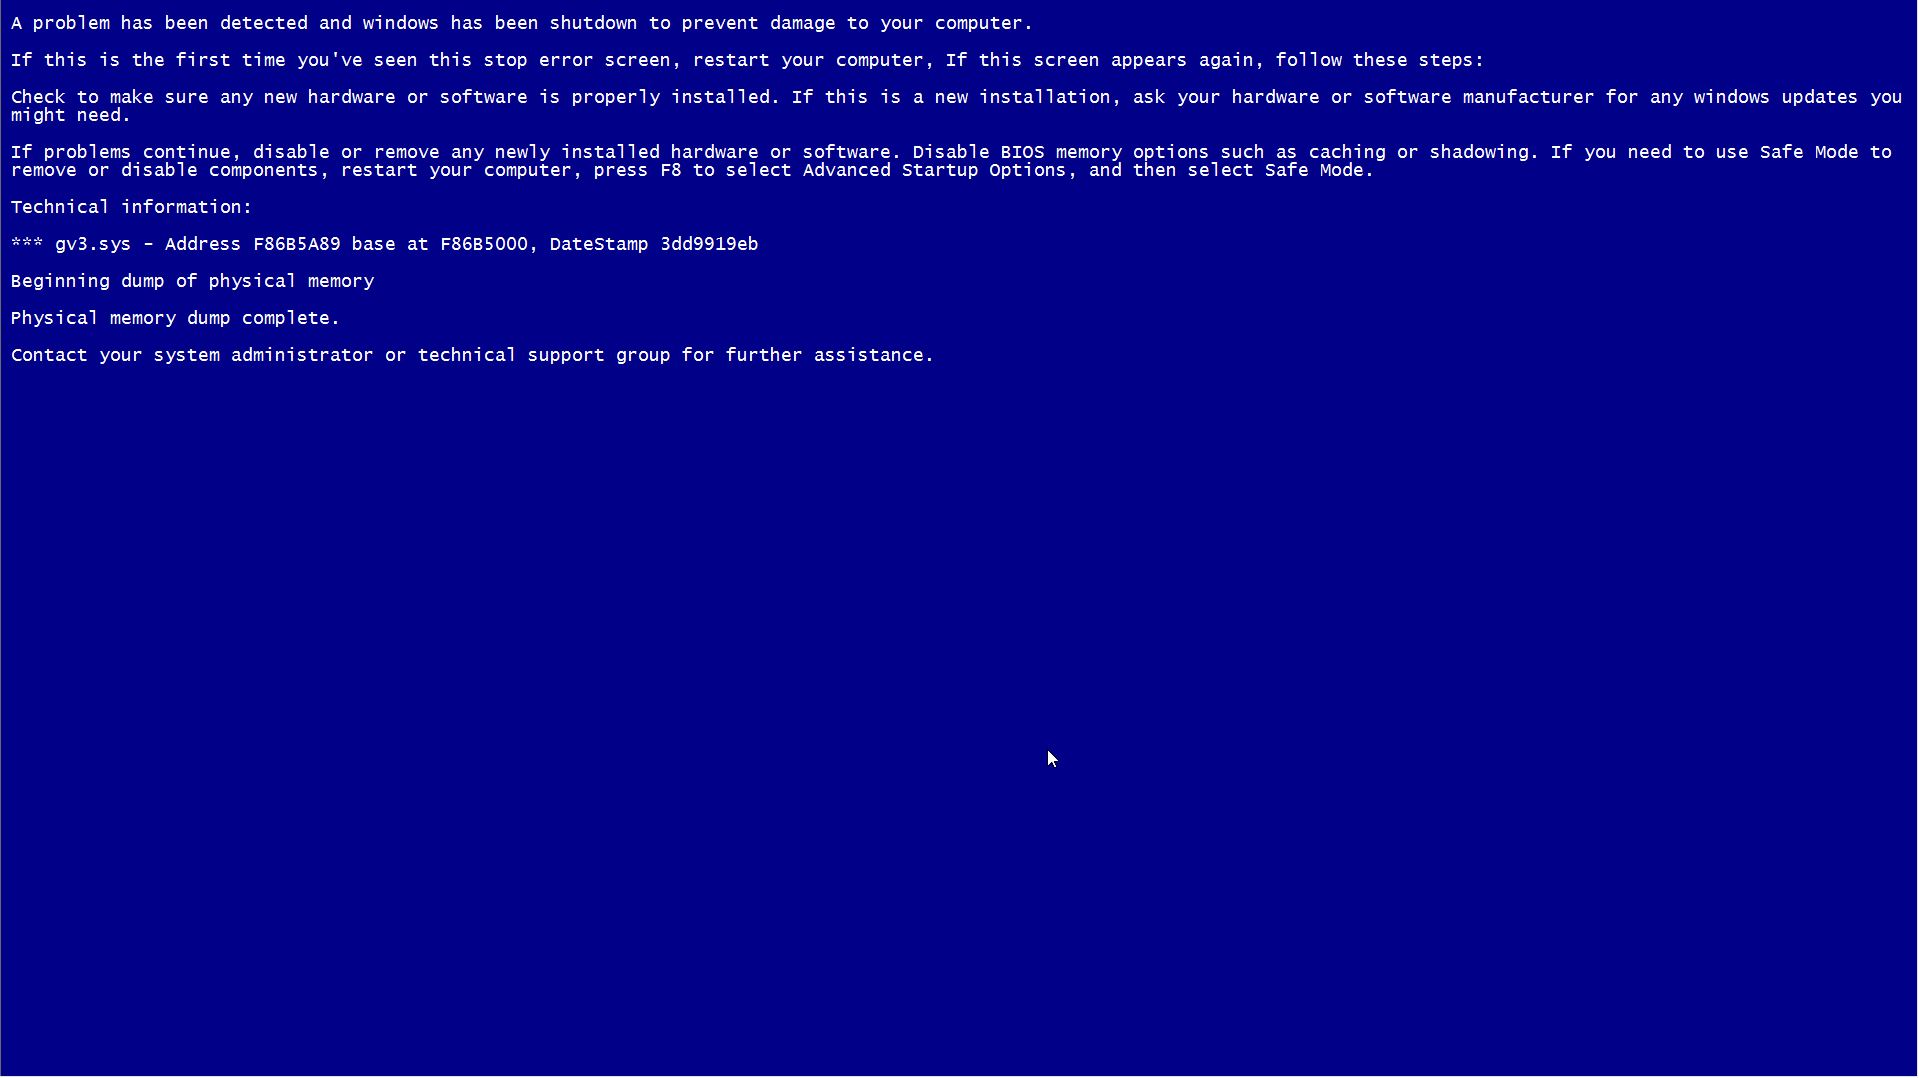 A problem has been detected and windows has been shutdown to prevent damage to your computer.
If this is the first time you've seen this stop error screen, restart your computer, If this screen appears again, follow these steps:
Check to make sure any new hardware or software is properly installed. If this is a new installation, ask your hardware or software manufacturer for any windows updates you
might need.
If problems continue, disable or remove any newly installed hardware or software. Disable BIOS memory options such as caching or shadowing. If you need to use Safe Mode to
remove or disable components, restart your computer, press F8 to select Advanced Startup Options, and then select Safe Mode.
Technical information:
*** gv3.sys - Address F86B5A89 base at F86B5000, DateStamp 3dd9919eb
Beginning dump of physical memory
Physical memory dump complete.
Contact your system administrator or technical support group for further assistance.